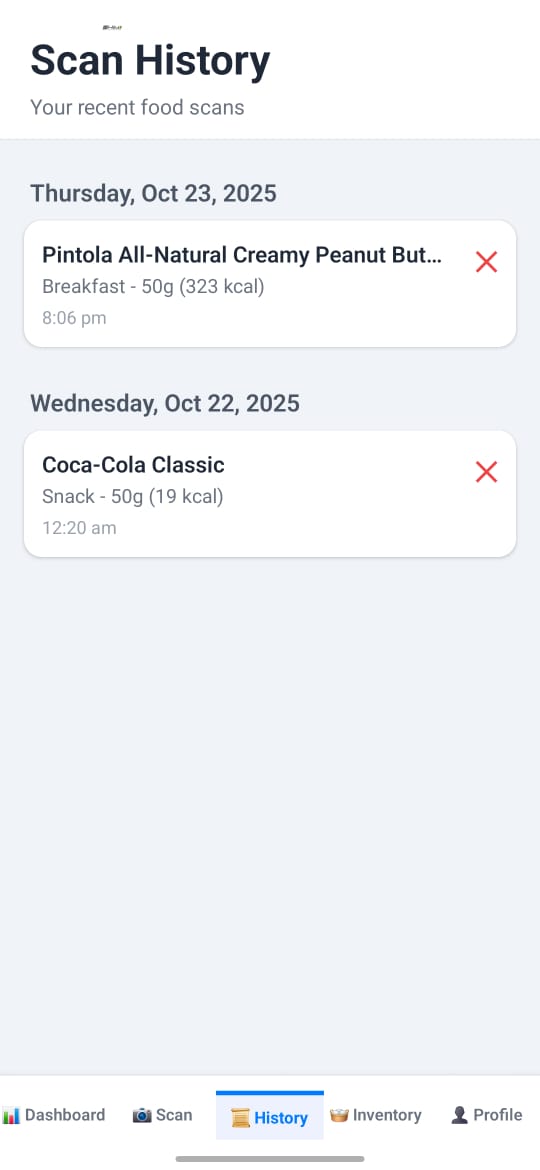 Scan History
Your recent food scans
Thursday, Oct 23, 2025
Pintola All-Natural Creamy Peanut But...
Breakfast - 50g (323 kcal)
8:06 pm
Wednesday, Oct 22, 2025
Coca-Cola Classic
Snack - 50g (19 kcal)
12:20 am
Dashboard Scan History Inventory Profile